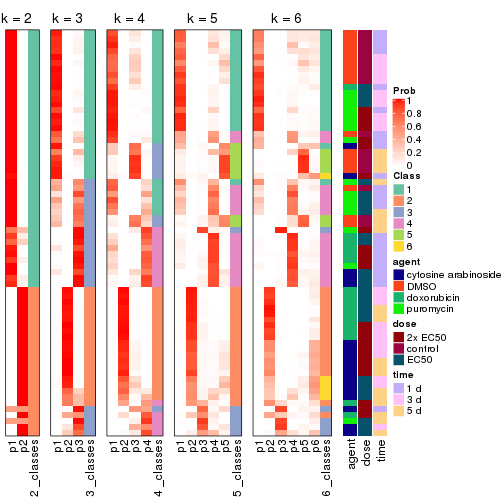 k = 2
k = 3
k = 4
k = 5
k = 6
p1
p2
2_classes
p1
p2
p3
3_classes
p1
p2
p3
p4
4_classes
p1
p2
p3
p4
p5
5_classes
p1
p2
p3
p4
p5
p6
6_classes
agent
dose
time
Prob
1
0.8
0.6
0.4
0.2
0
Class
1
2
3
4
5
6
agent
cytosine arabinoside
DMSO
doxorubicin
puromycin
dose
2x EC50
control
EC50
time
1 d
3 d
5 d